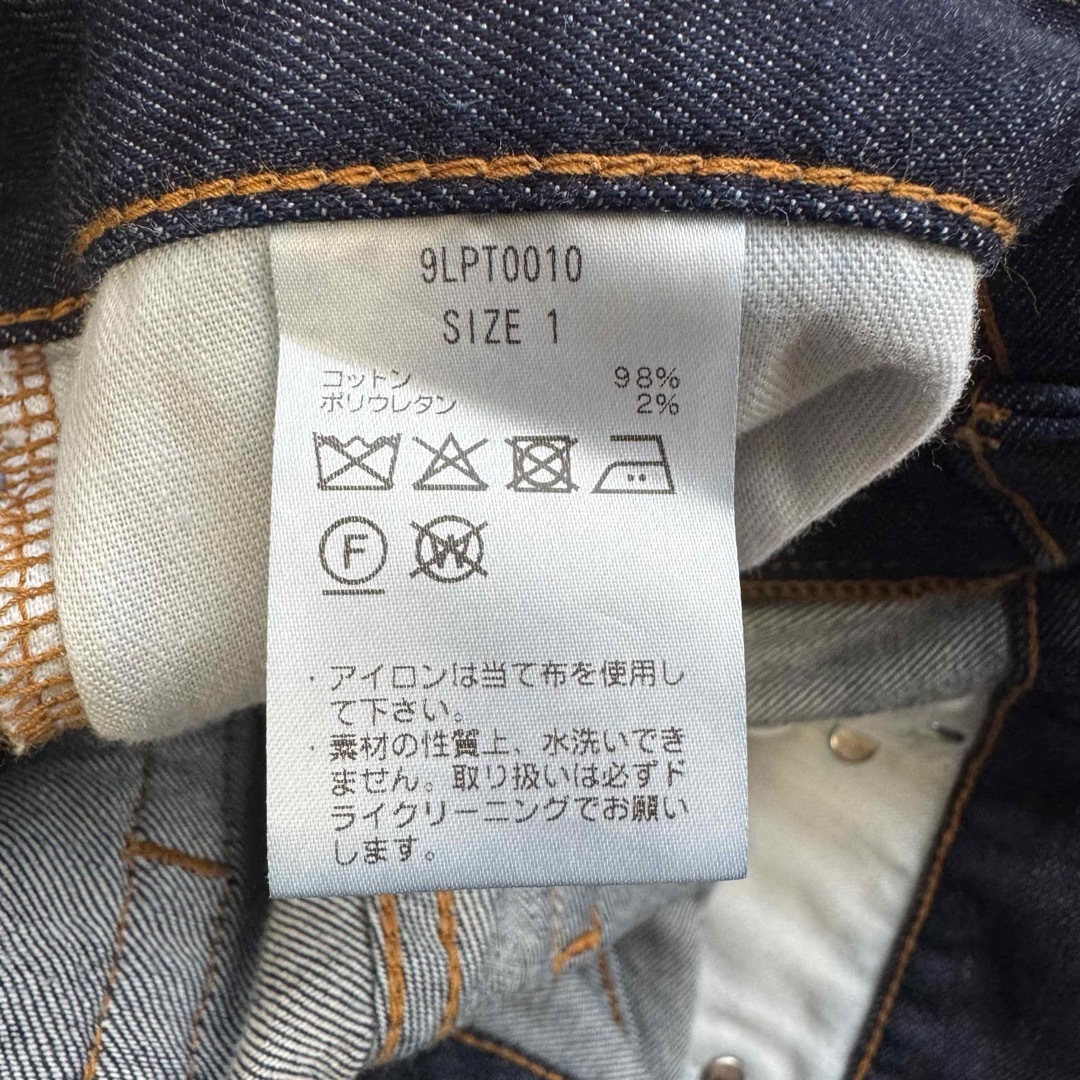 9LPT0010
SIZE 1
コットン 98%
ポリウレタン 2%
F W
・アイロンは当て布を使用し
て下さい。
・素材の性質上、水洗いでき
ません。取り扱いは必ずド
ライクリーニングでお願い
します。